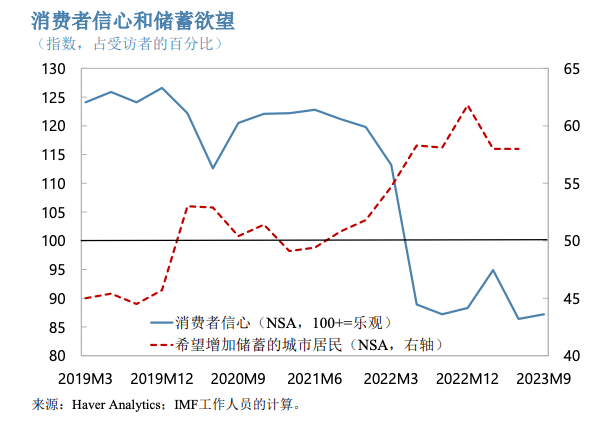 消费者信心和储蓄欲望
（指数，占受访者的百分比）
130 65
125
120 60
115
110 55
105
100 50
95
90 45
85
80 40
消费者信心（NSA，100+=乐观）
希望增加储蓄的城市居民（NSA，右轴）
2019M3 2019M12 2020M9 2021M6 2022M3 2022M12 2023M9
来源：Haver Analytics；IMF工作人员的计算。